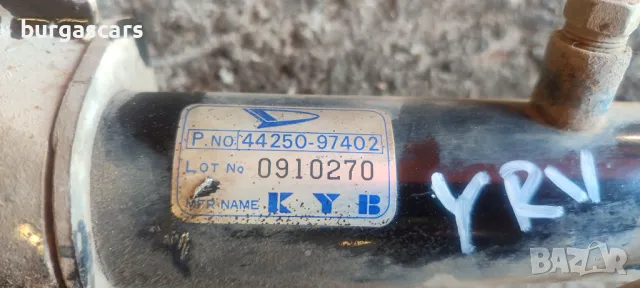 burgascars
P.NO. 44250-97402
LOT No 0910270
MFR-NAME KYB
YRV
BAZAR